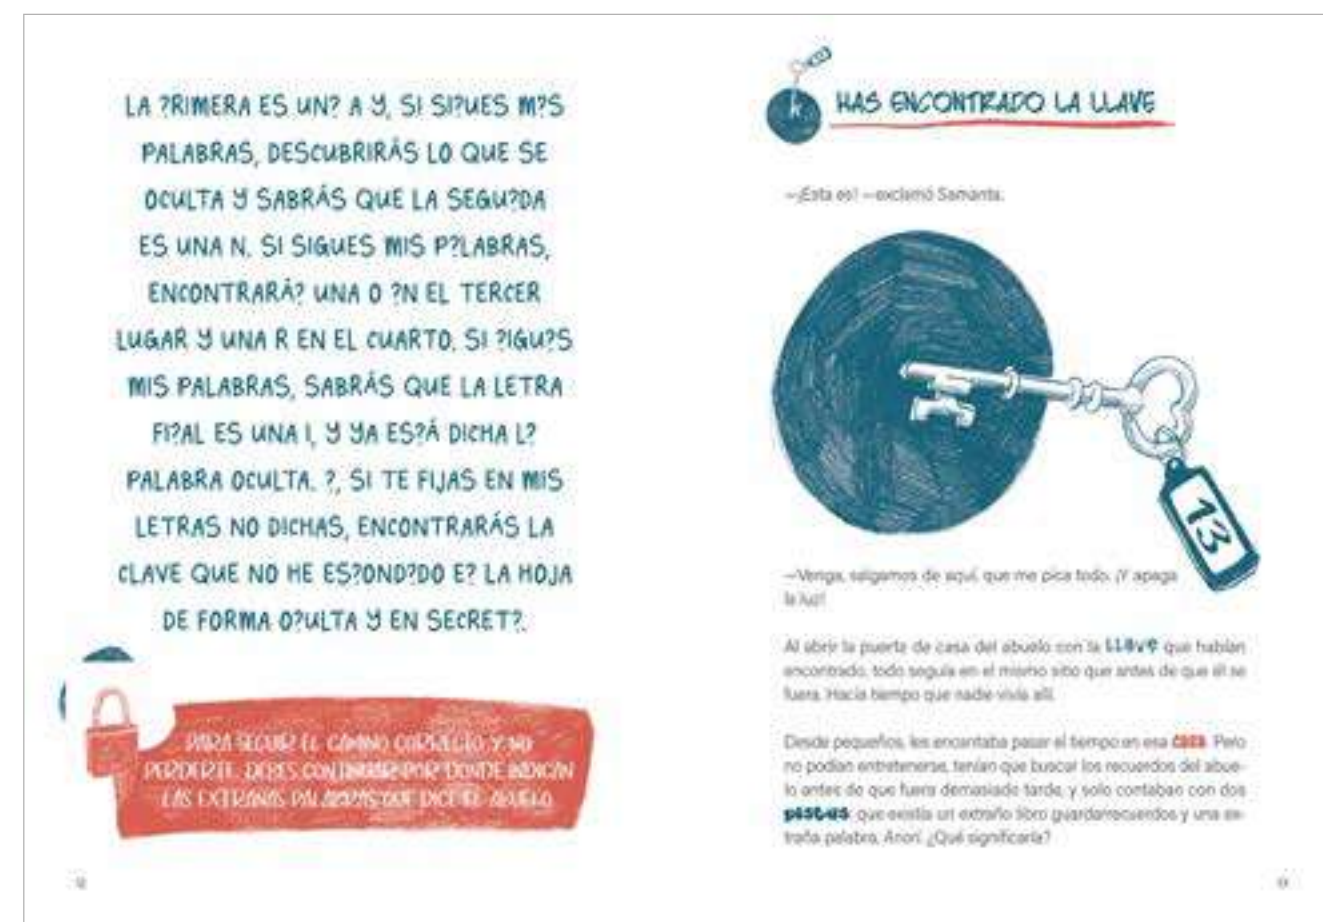 LA ?RIMERA ES UN? A Y, SI SI?UES M?S
PALABRAS, DESCUBRIRÁS LO QUE SE
OCULTA Y SABRÁS QUE LA SEGU?DA
ES UNA N. SI SIGUES MIS P?LABRAS,
ENCONTRARÁ? UNA O ?N EL TERCER
LUGAR Y UNA R EN EL CUARTO. SI ?IGU?S
MIS PALABRAS, SABRÁS QUE LA LETRA
FI?AL ES UNA I, Y YA ES?Á DICHA L?
PALABRA OCULTA. ?, SI TE FIJAS EN MIS
LETRAS NO DICHAS, ENCONTRARÁS LA
CLAVE QUE NO HE ES?OND?DO E? LA HOJA
DE FORMA O?ULTA Y EN SECRET?.
PARA SEGUIR EL CAMINO CORRECTO Y NO
PERDERTE, DEBES CONTINUAR POR DONDE INDICAN
LAS EXTRAÑAS PALABRAS QUE DICE EL ABUELO
12
k
HAS ENCONTRADO LA LLAVE
—¡Esta es! —exclamó Samanta.
13
—Venga, salgamos de aquí, que me pica todo. ¡Y apaga
la luz!
Al abrir la puerta de casa del abuelo con la LLAVE que habían
encontrado, todo seguía en el mismo sitio que antes de que él se
fuera. Hacía tiempo que nadie vivía allí.
Desde pequeños, les encantaba pasar el tiempo en esa CASA. Pero
no podían entretenerse, tenían que buscar los recuerdos del abue-
lo antes de que fuera demasiado tarde, y solo contaban con dos
PISTAS: que existía un extraño libro guardarrecuerdos y una ex-
traña palabra, Anori. ¿Qué significaría?